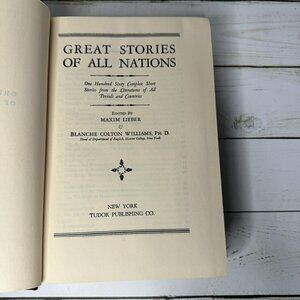 GREAT STORIES
OF ALL NATIONS
One Hundred Sixty Complete Short
Stories from the Literatures of All
Periods and Countries
EDITED BY
MAXIM LIEBER
&
BLANCHE COLTON WILLIAMS, PH. D.
Head of Department of English, Hunter College, New York
NEW YORK
TUDOR PUBLISHING CO.